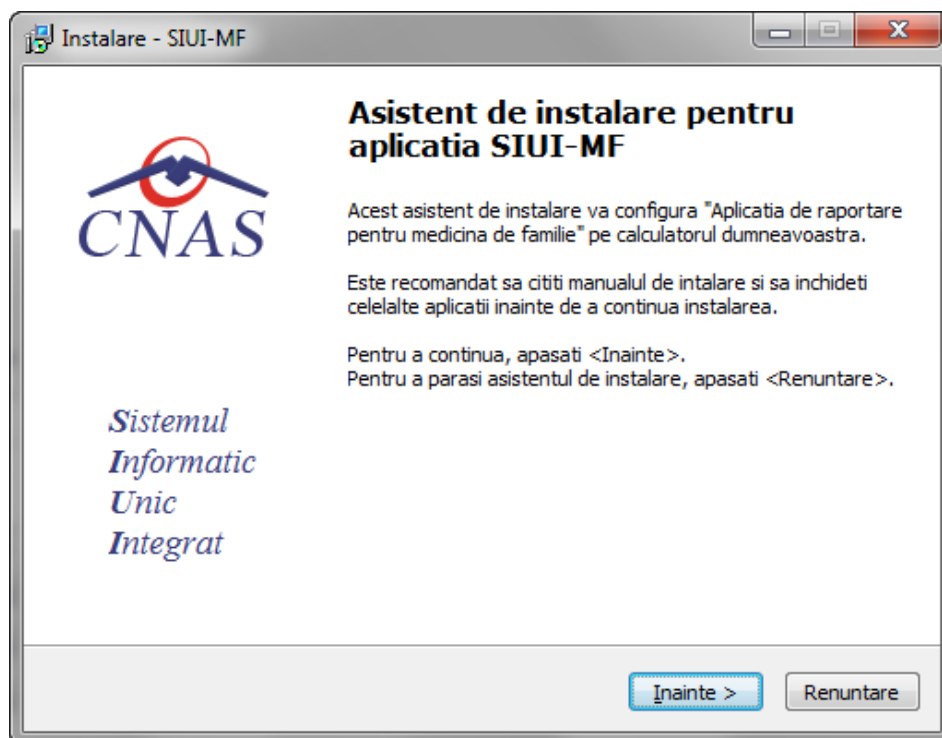 Instalare - SIUI-MF
Asistent de instalare pentru
aplicatia SIUI-MF
CNAS
Acest asistent de instalare va configura "Aplicatia de raportare
pentru medicina de familie" pe calculatorul dumneavoastra.
Este recomandat sa cititi manualul de intalare si sa inchideti
celelalte aplicatii inainte de a continua instalarea.
Pentru a continua, apasati <Inainte>.
Pentru a parasi asistentul de instalare, apasati <Renuntare>.
Sistemul
Informatic
Unic
Integrat
Inainte >
Renuntare